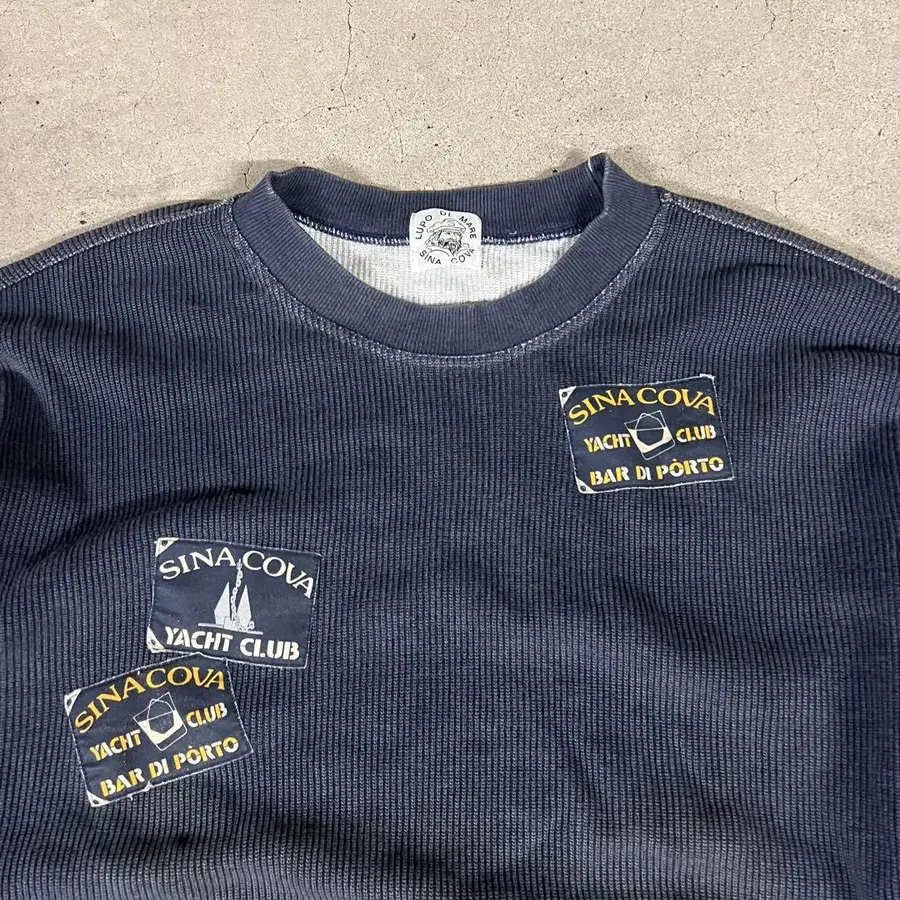 LUPO DI MARE
SINA COVA
SINA COVA
YACHT CLUB
BAR DI PÒRTO
SINA COVA
YACHT CLUB
SINA COVA
YACHT CLUB
BAR DI PÒRTO